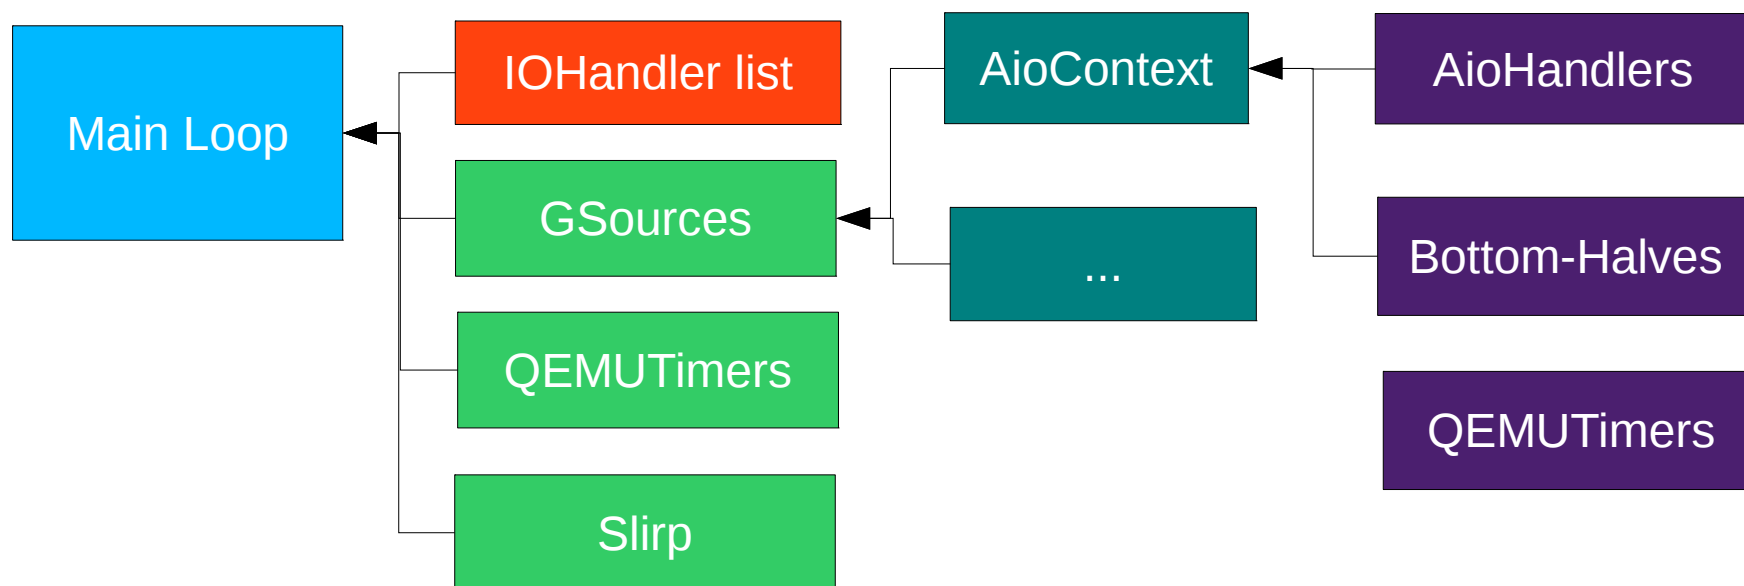 Main Loop
IOHandler list
GSources
QEMUTimers
Slirp
AioContext
...
AioHandlers
Bottom-Halves
QEMUTimers